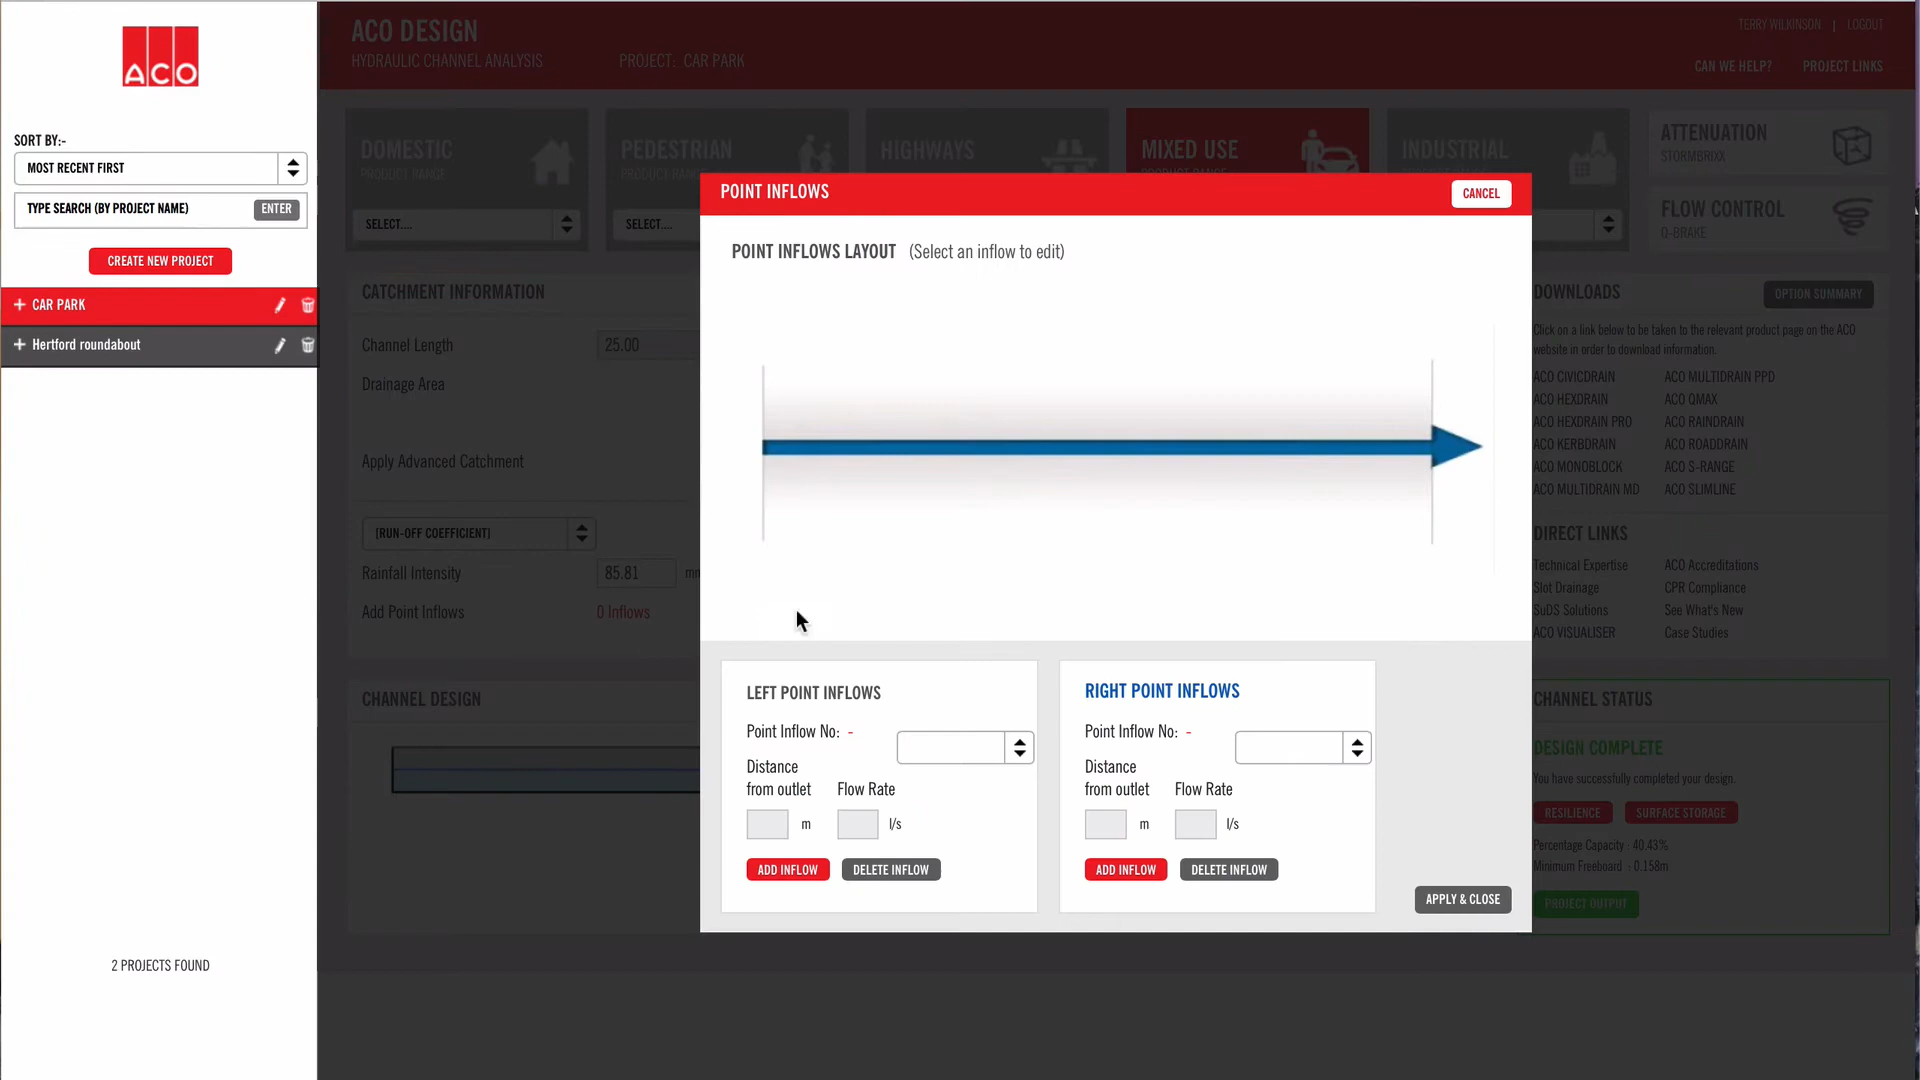 ACO
SORT BY:-
MOST RECENT FIRST
TYPE SEARCH (BY PROJECT NAME)
ENTER
CREATE NEW PROJECT
+ CAR PARK
+ Hertford roundabout
2 PROJECTS FOUND
ACO DESIGN
HYDRAULIC CHANNEL ANALYSIS
PROJECT: CAR PARK
TERRY WILKINSON | LOGOUT
CAN WE HELP?
PROJECT LINKS
DOMESTIC
PRODUCT RANGE
SELECT....
PEDESTRIAN
PRODUCT RANGE
SELECT....
HIGHWAYS
MIXED USE
INDUSTRIAL
ATTENUATION
STORMBRIXX
FLOW CONTROL
Q-BRAKE
CATCHMENT INFORMATION
Channel Length
25.00
Drainage Area
Apply Advanced Catchment
(RUN-OFF COEFFICIENT)
Rainfall Intensity
85.81
Add Point Inflows
0 Inflows
CHANNEL DESIGN
POINT INFLOWS
CANCEL
POINT INFLOWS LAYOUT (Select an inflow to edit)
LEFT POINT INFLOWS
Point Inflow No: -
Distance
from outlet
Flow Rate
m
l/s
ADD INFLOW
DELETE INFLOW
RIGHT POINT INFLOWS
Point Inflow No: -
Distance
from outlet
Flow Rate
m
l/s
ADD INFLOW
DELETE INFLOW
APPLY & CLOSE
DOWNLOADS
OPTION SUMMARY
Click on a link below to be taken to the relevant product page on the ACO
website in order to download information.
ACO CIVICDRAIN
ACO MULTIDRAIN PPD
ACO HEXDRAIN
ACO QMAX
ACO HEXDRAIN PRO
ACO RAINDRAIN
ACO KERBDRAIN
ACO ROADDRAIN
ACO MONOBLOCK
ACO S-RANGE
ACO MULTIDRAIN MD
ACO SLIMLINE
DIRECT LINKS
Technical Expertise
ACO Accreditations
Slot Drainage
CPR Compliance
SuDS Solutions
See What's New
ACO VISUALISER
Case Studies
CHANNEL STATUS
DESIGN COMPLETE
You have successfully completed your design.
RESILIENCE
SURFACE STORAGE
Percentage Capacity : 40.43%
Minimum Freeboard : 0.158m
PROJECT OUTPUT